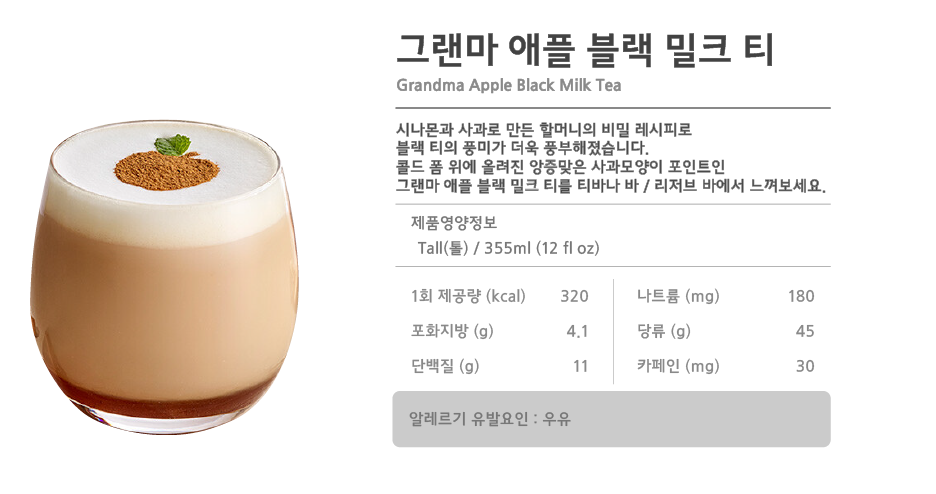 그랜마 애플 블랙 밀크 티
Grandma Apple Black Milk Tea
시나몬과 사과로 만든 할머니의 비밀 레시피로
블랙 티의 풍미가 더욱 풍부해졌습니다.
콜드 폼 위에 올려진 앙증맞은 사과모양이 포인트인
그랜마 애플 블랙 밀크 티를 티바나 바 / 리저브 바에서 느껴보세요.
제품영양정보
Tall(톨) / 355ml (12 fl oz)
1회 제공량 (kcal) 320 나트륨 (mg) 180
포화지방 (g) 4.1 당류 (g) 45
단백질 (g) 11 카페인 (mg) 30
알레르기 유발요인 : 우유